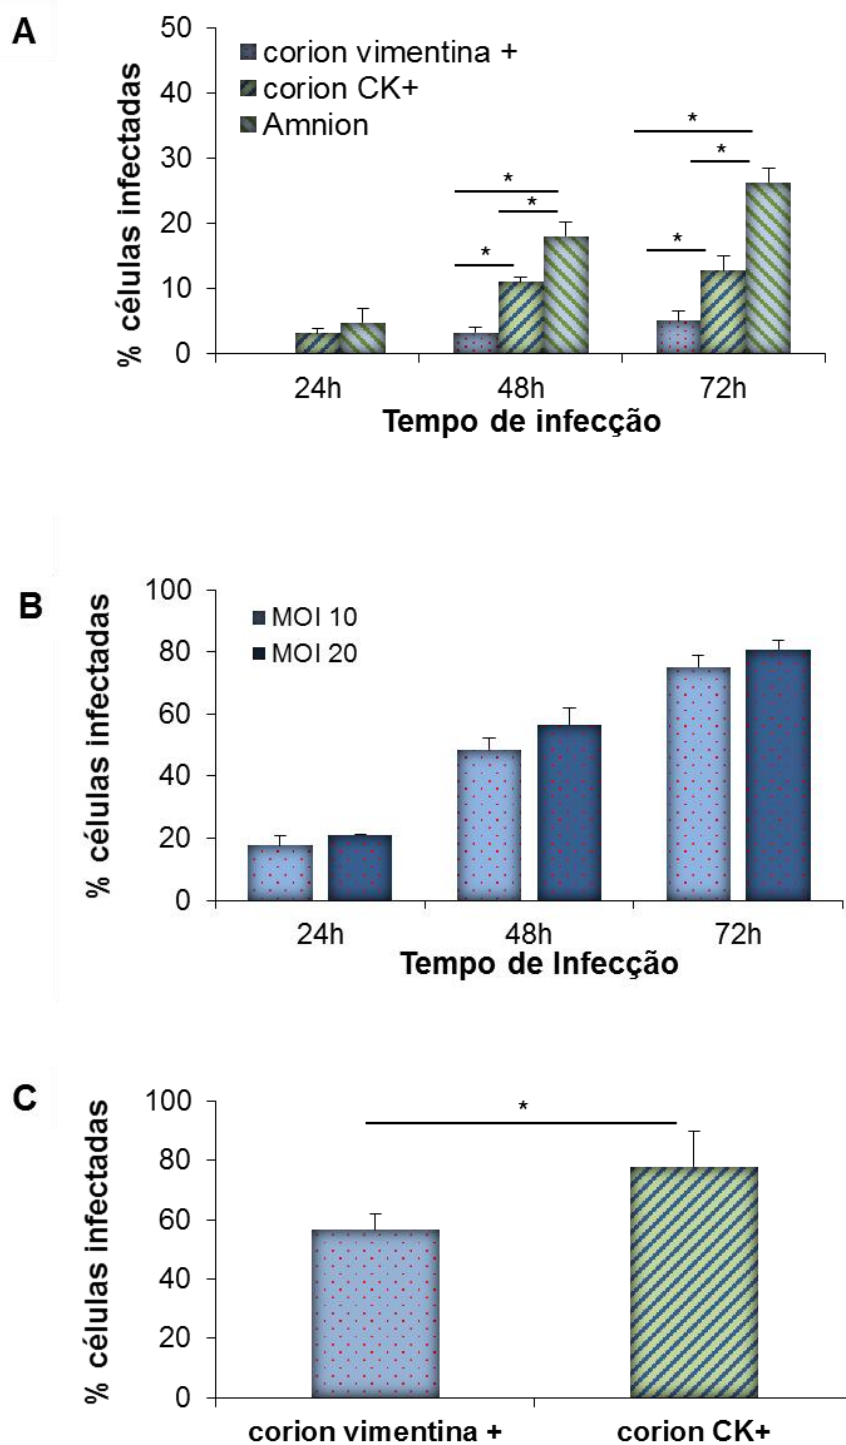 A
% células infectadas
50
40
30
20
10
0
corion vimentina +
corion CK+
Amnion
*
*
*
*
*
*
24h 48h 72h
Tempo de infecção
B
% células infectadas
100
80
60
40
20
0
MOI 10
MOI 20
24h 48h 72h
Tempo de Infecção
C
% células infectadas
100
80
60
40
20
0
*
corion vimentina + corion CK+